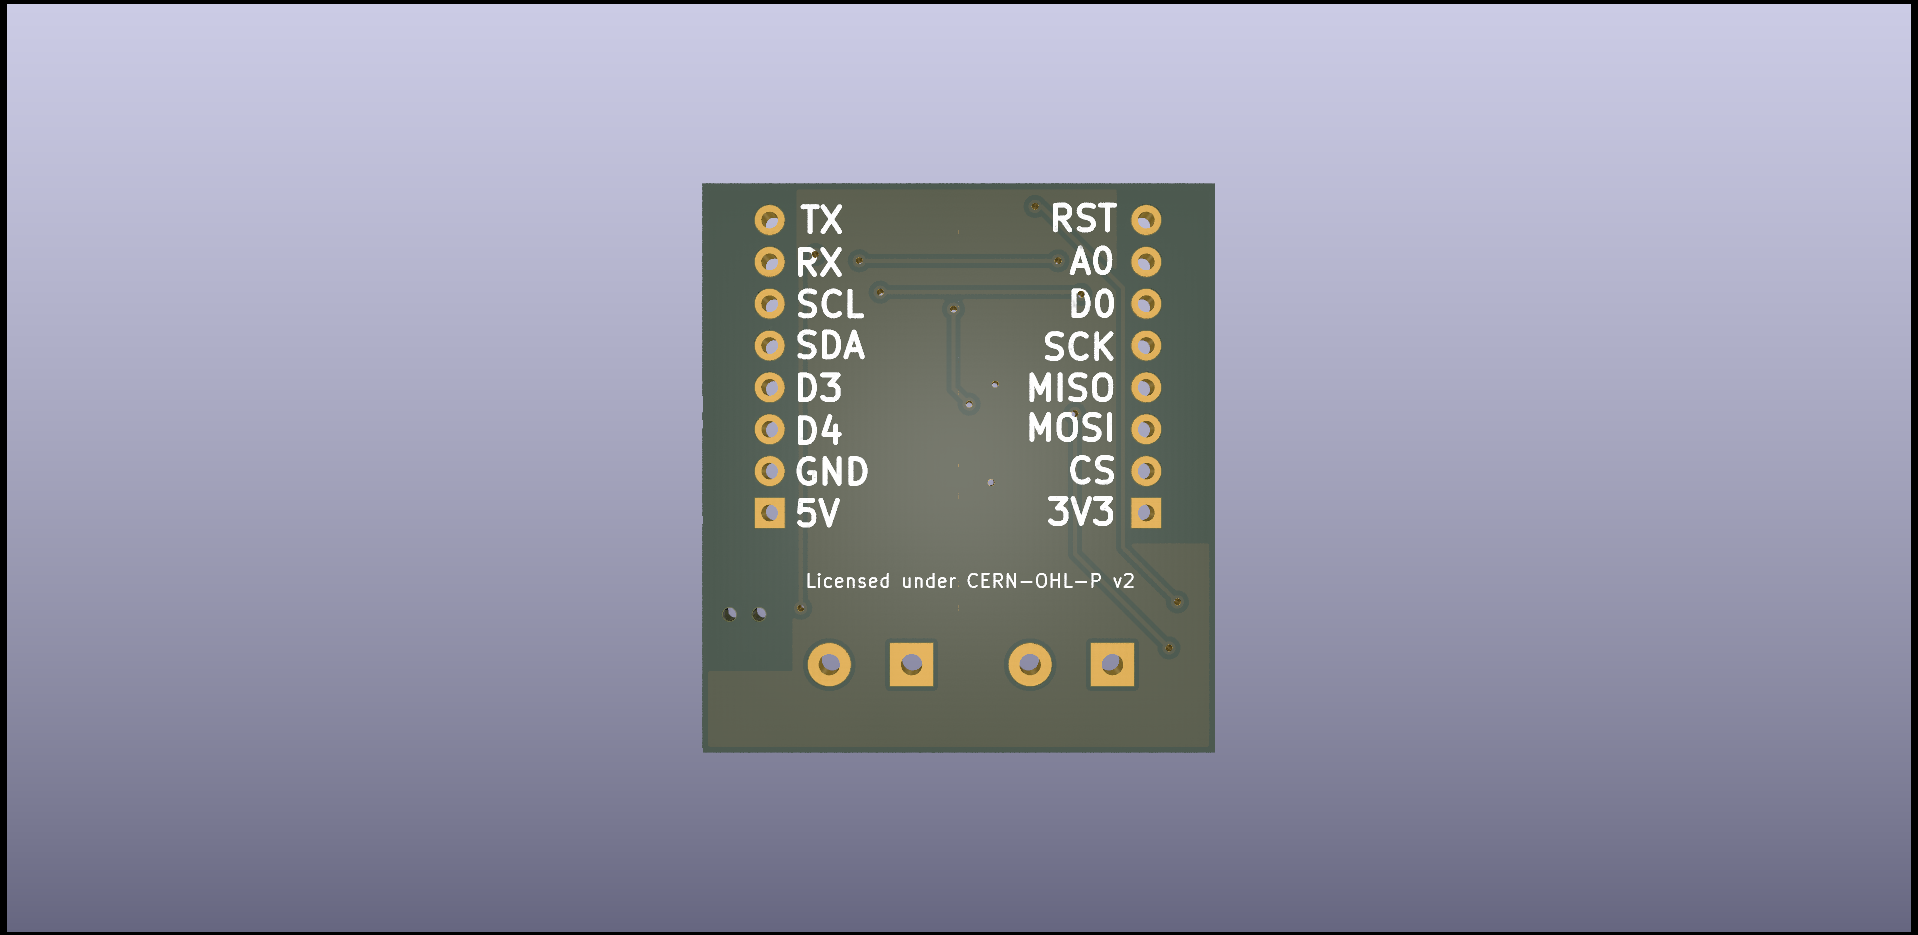 TX RST
RX A0
SCL D0
SDA SCK
D3 MISO
D4 MOSI
GND CS
5V 3V3
Licensed under CERN-OHL-P v2